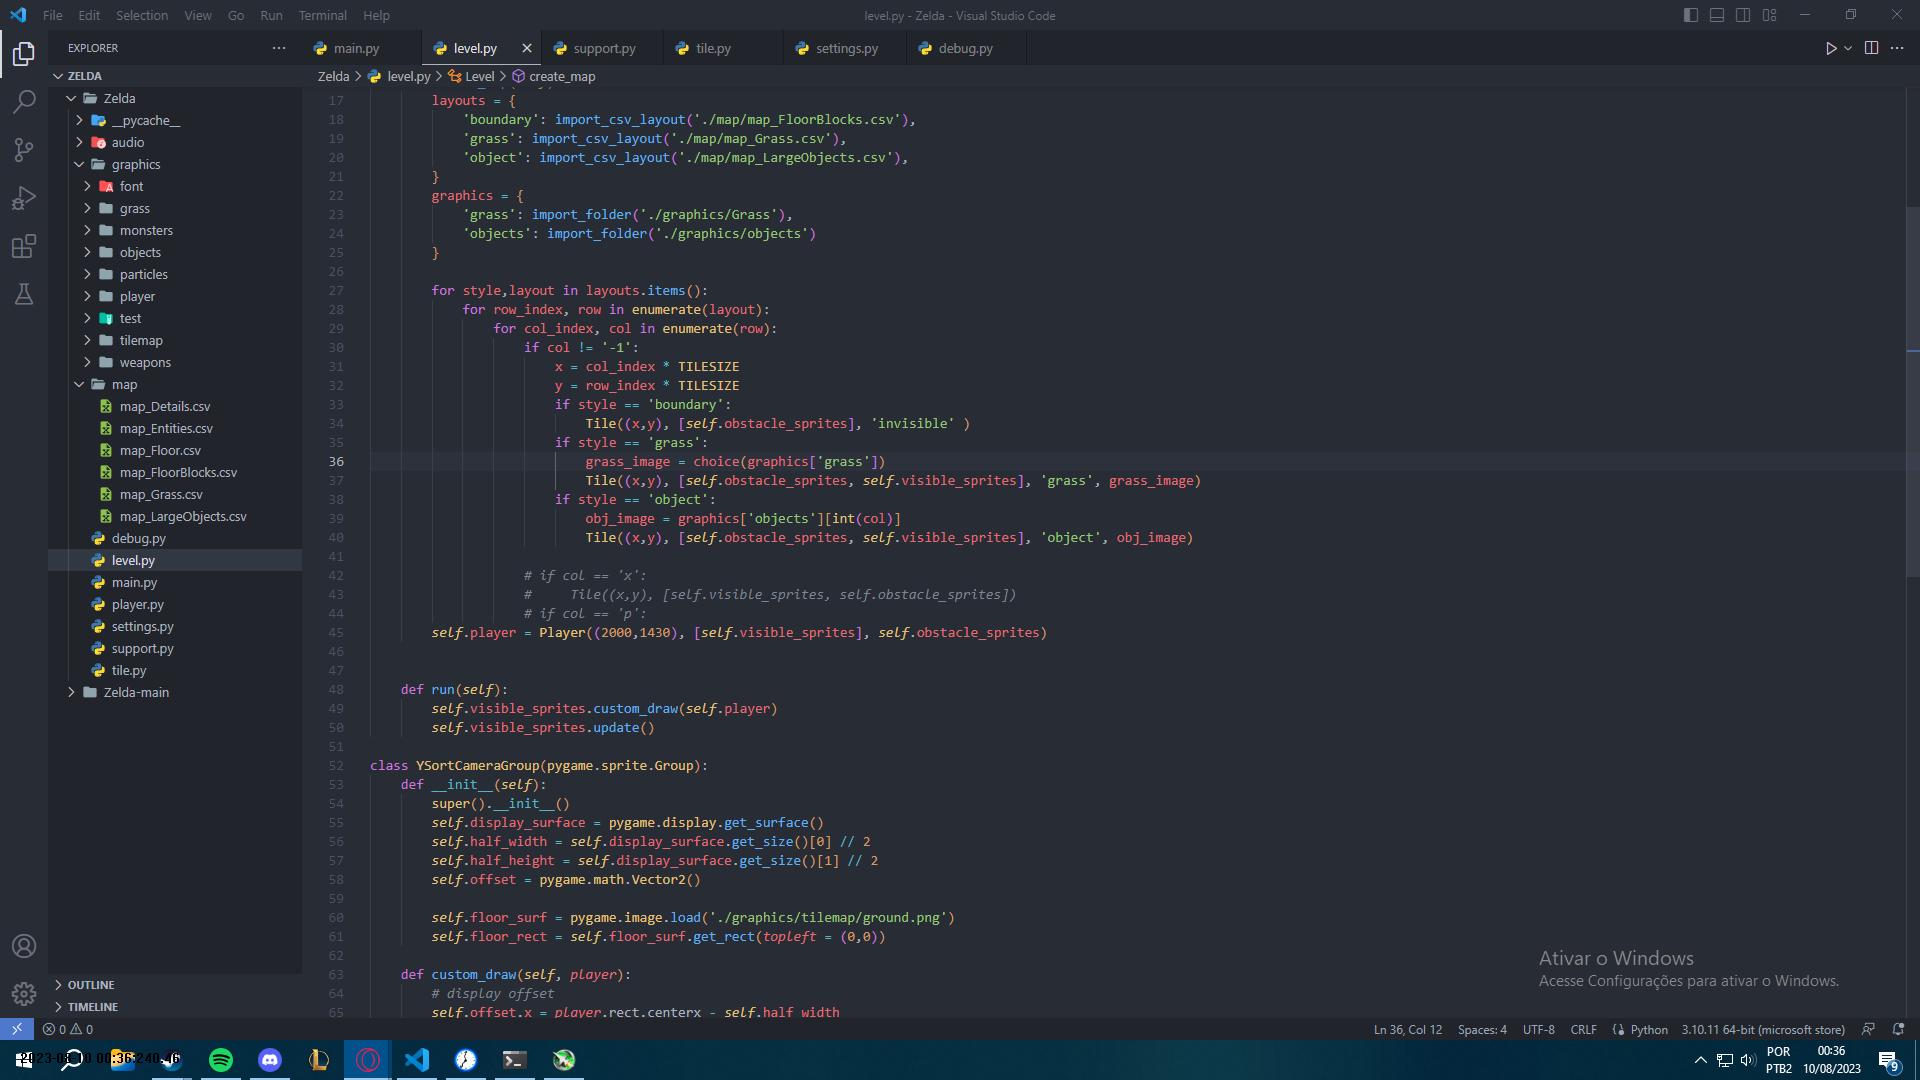 File Edit Selection View Go Run Terminal Help
level.py - Zelda - Visual Studio Code
EXPLORER
main.py level.py support.py tile.py settings.py debug.py
ZELDA
Zelda > level.py > Level > create_map
Zelda
__pycache__
audio
graphics
font
grass
monsters
objects
particles
player
test
tilemap
weapons
map
map_Details.csv
map_Entities.csv
map_Floor.csv
map_FloorBlocks.csv
map_Grass.csv
map_LargeObjects.csv
debug.py
level.py
main.py
player.py
settings.py
support.py
tile.py
Zelda-main
OUTLINE
TIMELINE
17 layouts = {
18 'boundary': import_csv_layout('./map/map_FloorBlocks.csv'),
19 'grass': import_csv_layout('./map/map_Grass.csv'),
20 'object': import_csv_layout('./map/map_LargeObjects.csv'),
21 }
22 graphics = {
23 'grass': import_folder('./graphics/Grass'),
24 'objects': import_folder('./graphics/objects')
25 }
26
27 for style,layout in layouts.items():
28 for row_index, row in enumerate(layout):
29 for col_index, col in enumerate(row):
30 if col != '-1':
31 x = col_index * TILESIZE
32 y = row_index * TILESIZE
33 if style == 'boundary':
34 Tile((x,y), [self.obstacle_sprites], 'invisible' )
35 if style == 'grass':
36 grass_image = choice(graphics['grass'])
37 Tile((x,y), [self.obstacle_sprites, self.visible_sprites], 'grass', grass_image)
38 if style == 'object':
39 obj_image = graphics['objects'][int(col)]
40 Tile((x,y), [self.obstacle_sprites, self.visible_sprites], 'object', obj_image)
41
42 # if col == 'x':
43 # Tile((x,y), [self.visible_sprites, self.obstacle_sprites])
44 # if col == 'p':
45 self.player = Player((2000,1430), [self.visible_sprites], self.obstacle_sprites)
46
47
48 def run(self):
49 self.visible_sprites.custom_draw(self.player)
50 self.visible_sprites.update()
51
52 class YSortCameraGroup(pygame.sprite.Group):
53 def __init__(self):
54 super().__init__()
55 self.display_surface = pygame.display.get_surface()
56 self.half_width = self.display_surface.get_size()[0] // 2
57 self.half_height = self.display_surface.get_size()[1] // 2
58 self.offset = pygame.math.Vector2()
59
60 self.floor_surf = pygame.image.load('./graphics/tilemap/ground.png')
61 self.floor_rect = self.floor_surf.get_rect(topleft = (0,0))
62
63 def custom_draw(self, player):
64 # display offset
65 self.offset.x = player.rect.centerx - self.half_width
Ativar o Windows
Acesse Configurações para ativar o Windows.
0 0
Ln 36, Col 12 Spaces: 4 UTF-8 CRLF Python 3.10.11 64-bit (microsoft store)
POR
PTB2
00:36
10/08/2023
9